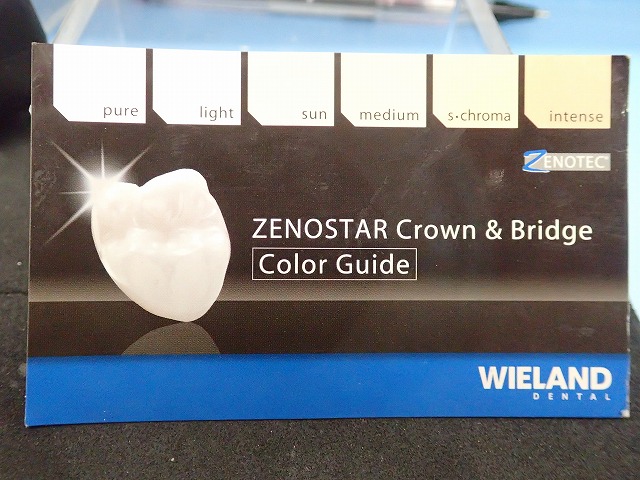 pure
light
sun
medium
s·chroma
intense
ZENOTEC®
ZENOSTAR Crown & Bridge
Color Guide
WIELAND
DENTAL